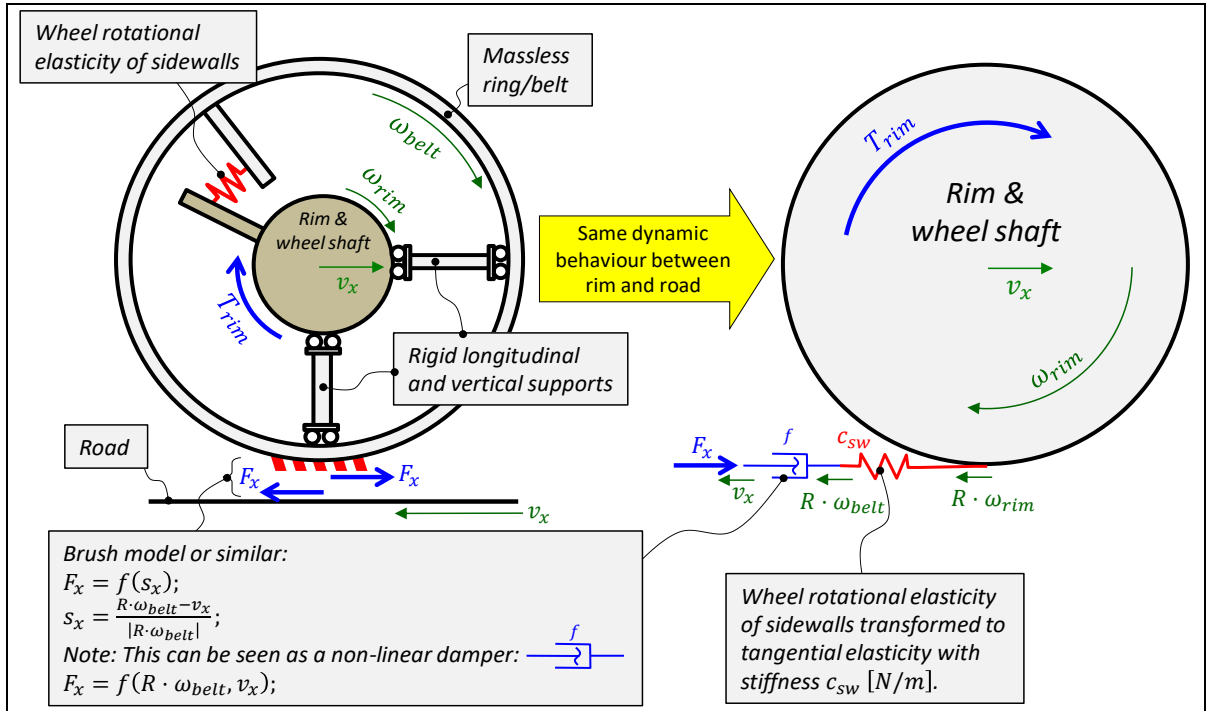 Wheel rotational
elasticity of sidewalls
Massless
ring/belt
ω_belt
ω_rim
Rim &
wheel shaft
v_x
T_rim
Rigid longitudinal
and vertical supports
Road
F_x
F_x
v_x
Brush model or similar:
F_x = f(s_x);
s_x = \frac{R·ω_belt−v_x}{|R·ω_belt|};
Note: This can be seen as a non-linear damper:
f
F_x = f(R · ω_belt, v_x);
Same dynamic
behaviour between
rim and road
T_rim
Rim &
wheel shaft
v_x
ω_rim
F_x
f
c_sw
v_x
R · ω_belt
R · ω_rim
Wheel rotational elasticity
of sidewalls transformed to
tangential elasticity with
stiffness c_sw [N/m].